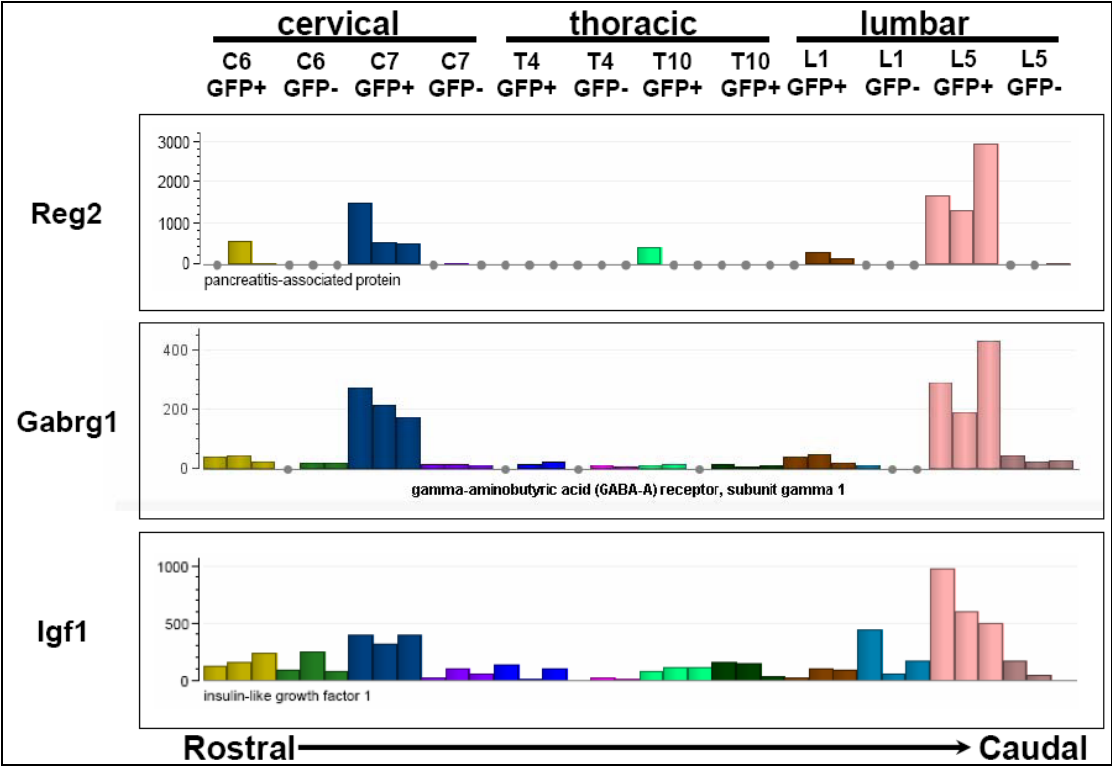 cervical thoracic lumbar
C6 C6 C7 C7 T4 T4 T10 T10 L1 L1 L5 L5
GFP+ GFP- GFP+ GFP- GFP+ GFP- GFP+ GFP+ GFP+ GFP- GFP+ GFP-
Reg2
3000
2000
1000
0
pancreatitis-associated protein
Gabrg1
400
200
0
gamma-aminobutyric acid (GABA-A) receptor, subunit gamma 1
Igf1
1000
500
0
insulin-like growth factor 1
Rostral Caudal